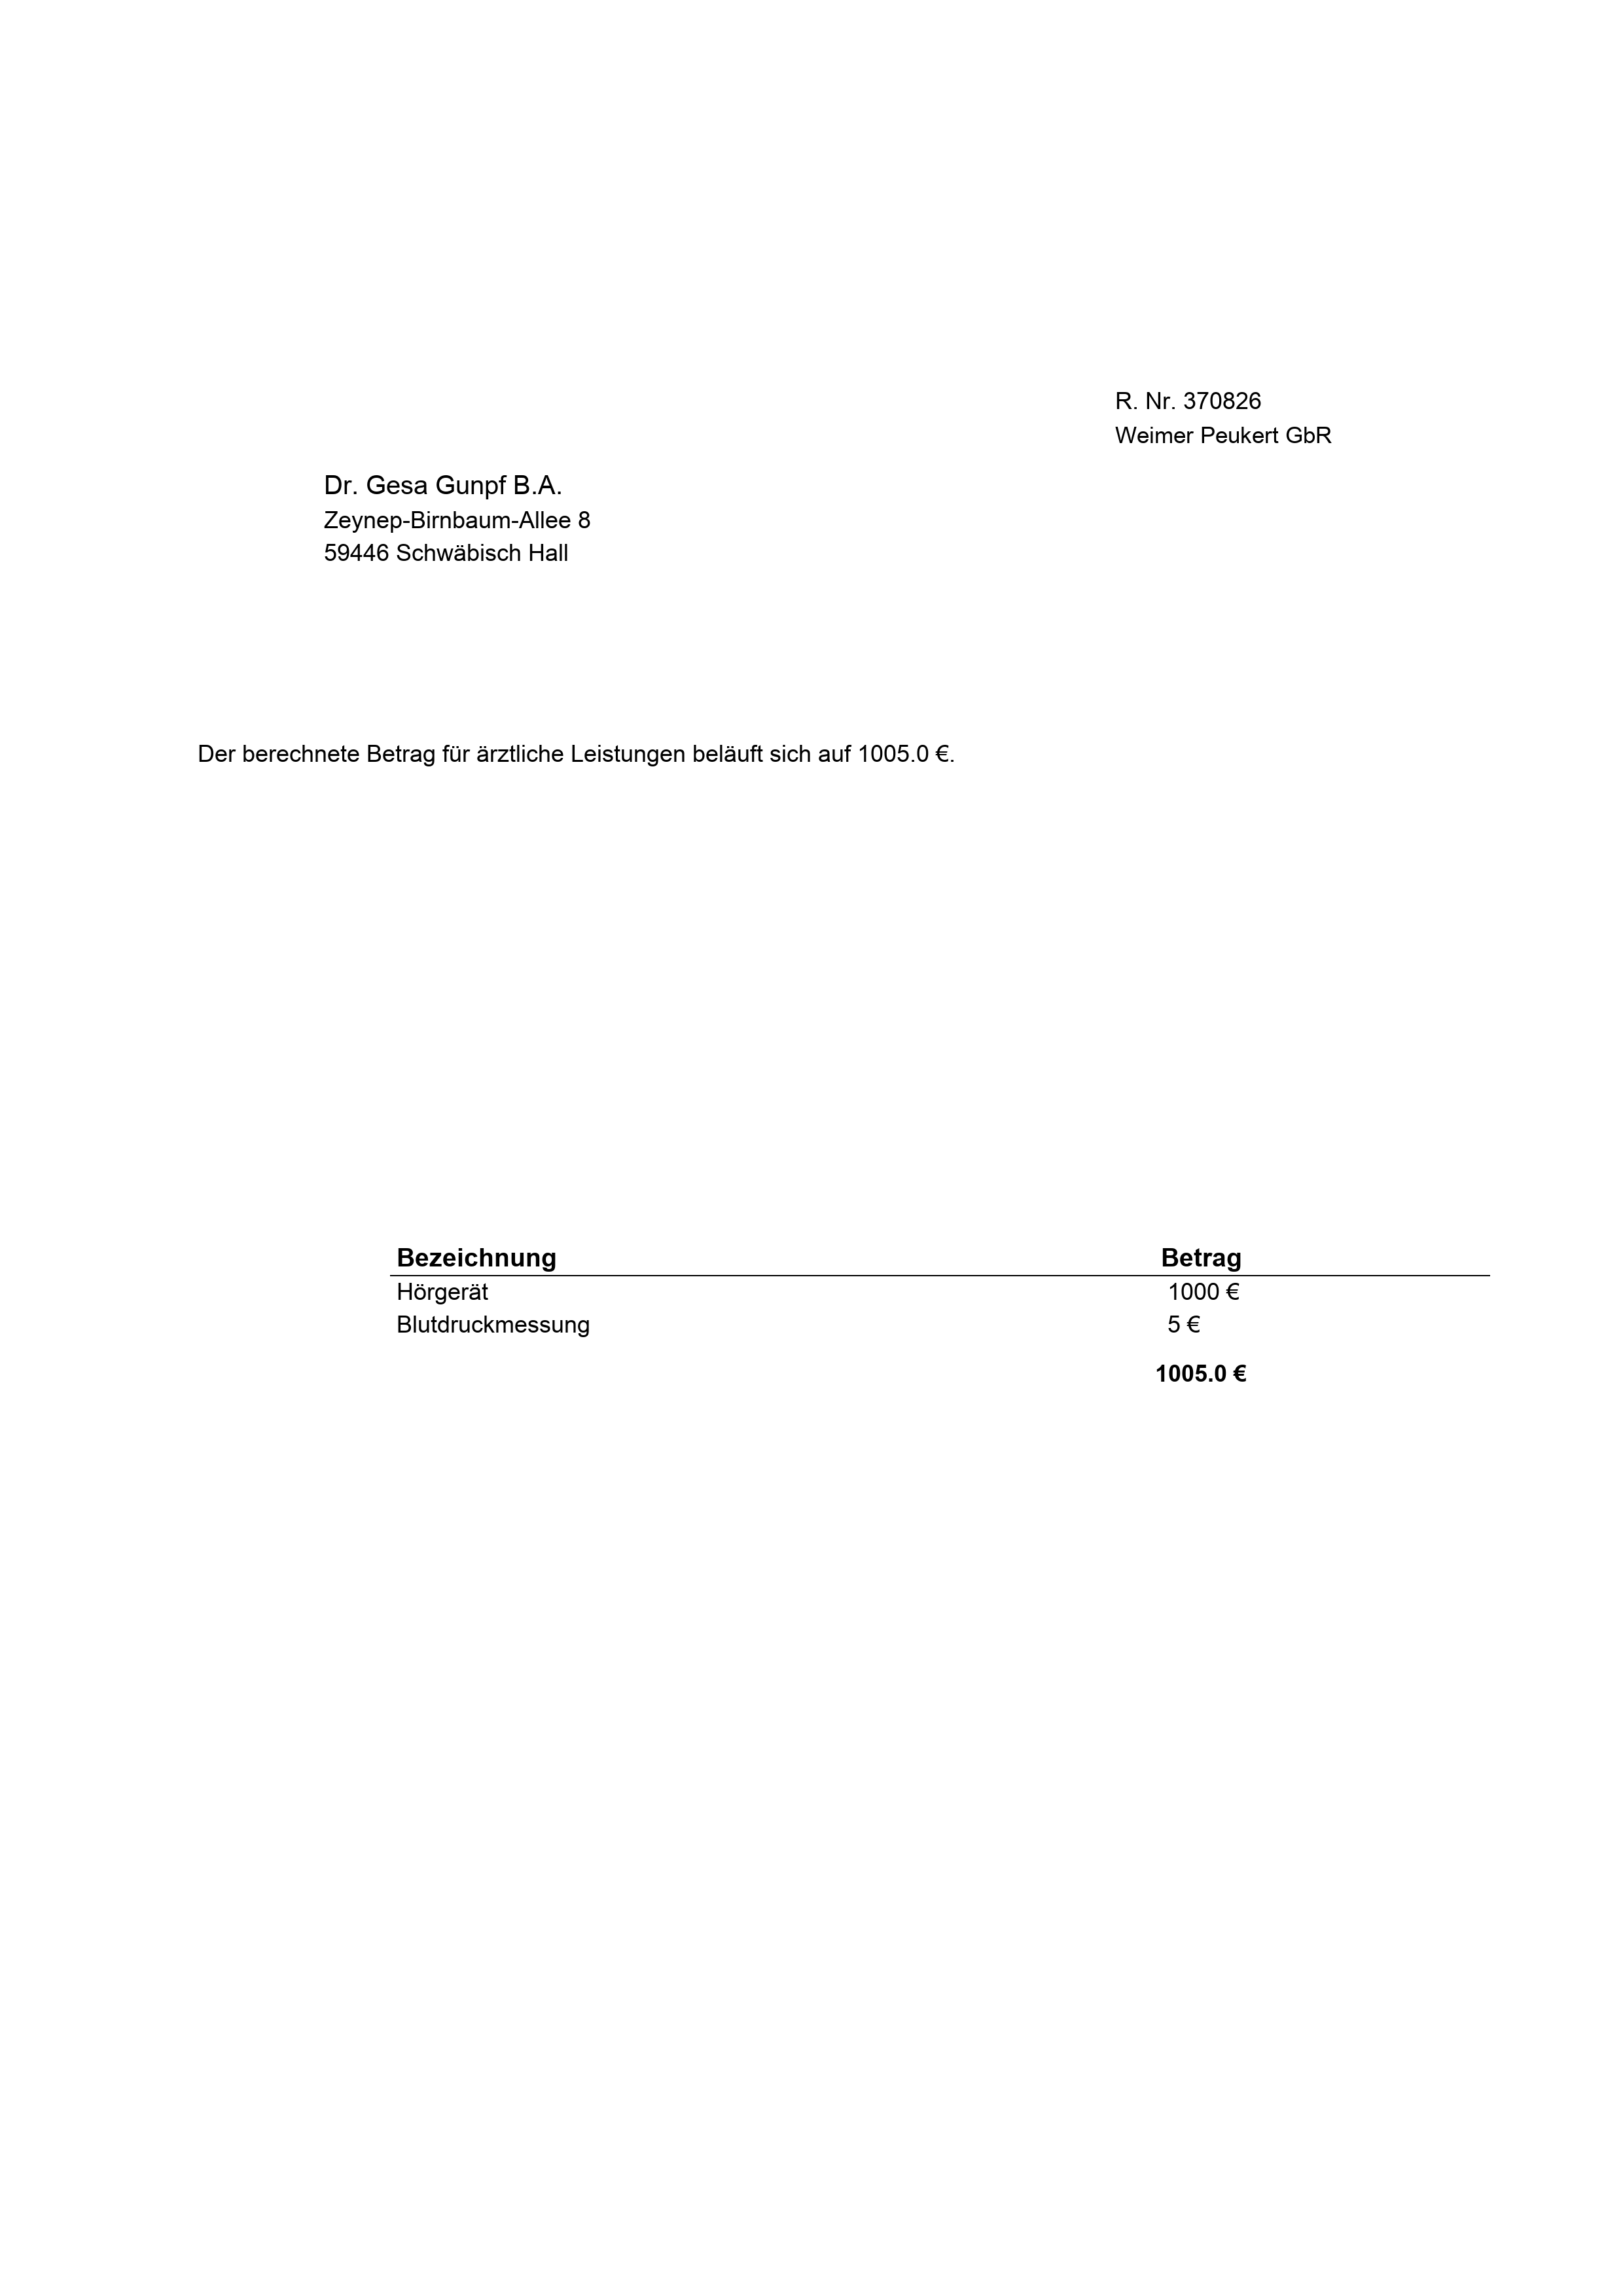 R. Nr. 370826
Weimer Peukert GbR
Dr. Gesa Gunpf B.A.
Zeynep-Birnbaum-Allee 8
59446 Schwäbisch Hall
Der berechnete Betrag für ärztliche Leistungen beläuft sich auf 1005.0 €.
Bezeichnung Betrag
Hörgerät 1000 €
Blutdruckmessung 5 €
1005.0 €